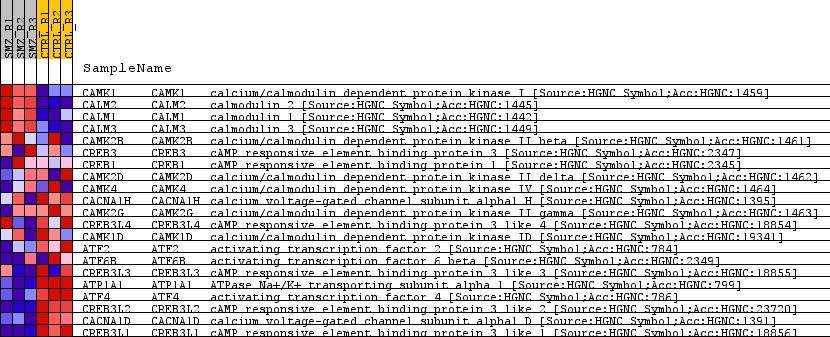 SMZ_R1
SMZ_R2
SMZ_R3
CTRL_R1
CTRL_R2
CTRL_R3
SampleName
CAMK1 CAMK1 calcium/calmodulin dependent protein kinase I [Source:HGNC Symbol;Acc:HGNC:1459]
CALM2 CALM2 calmodulin 2 [Source:HGNC Symbol;Acc:HGNC:1445]
CALM1 CALM1 calmodulin 1 [Source:HGNC Symbol;Acc:HGNC:1442]
CALM3 CALM3 calmodulin 3 [Source:HGNC Symbol;Acc:HGNC:1449]
CAMK2B CAMK2B calcium/calmodulin dependent protein kinase II beta [Source:HGNC Symbol;Acc:HGNC:1461]
CREB3 CREB3 cAMP responsive element binding protein 3 [Source:HGNC Symbol;Acc:HGNC:2347]
CREB1 CREB1 cAMP responsive element binding protein 1 [Source:HGNC Symbol;Acc:HGNC:2345]
CAMK2D CAMK2D calcium/calmodulin dependent protein kinase II delta [Source:HGNC Symbol;Acc:HGNC:1462]
CAMK4 CAMK4 calcium/calmodulin dependent protein kinase IV [Source:HGNC Symbol;Acc:HGNC:1464]
CACNA1H CACNA1H calcium voltage-gated channel subunit alpha1 H [Source:HGNC Symbol;Acc:HGNC:1395]
CAMK2G CAMK2G calcium/calmodulin dependent protein kinase II gamma [Source:HGNC Symbol;Acc:HGNC:1463]
CREB3L4 CREB3L4 cAMP responsive element binding protein 3 like 4 [Source:HGNC Symbol;Acc:HGNC:18854]
CAMK1D CAMK1D calcium/calmodulin dependent protein kinase ID [Source:HGNC Symbol;Acc:HGNC:19341]
ATF2 ATF2 activating transcription factor 2 [Source:HGNC Symbol;Acc:HGNC:784]
ATF6B ATF6B activating transcription factor 6 beta [Source:HGNC Symbol;Acc:HGNC:2349]
CREB3L3 CREB3L3 cAMP responsive element binding protein 3 like 3 [Source:HGNC Symbol;Acc:HGNC:18855]
ATP1A1 ATP1A1 ATPase Na+/K+ transporting subunit alpha 1 [Source:HGNC Symbol;Acc:HGNC:799]
ATF4 ATF4 activating transcription factor 4 [Source:HGNC Symbol;Acc:HGNC:786]
CREB3L2 CREB3L2 cAMP responsive element binding protein 3 like 2 [Source:HGNC Symbol;Acc:HGNC:23720]
CACNA1D CACNA1D calcium voltage-gated channel subunit alpha1 D [Source:HGNC Symbol;Acc:HGNC:1391]
CREB3L1 CREB3L1 cAMP responsive element binding protein 3 like 1 [Source:HGNC Symbol;Acc:HGNC:18856]